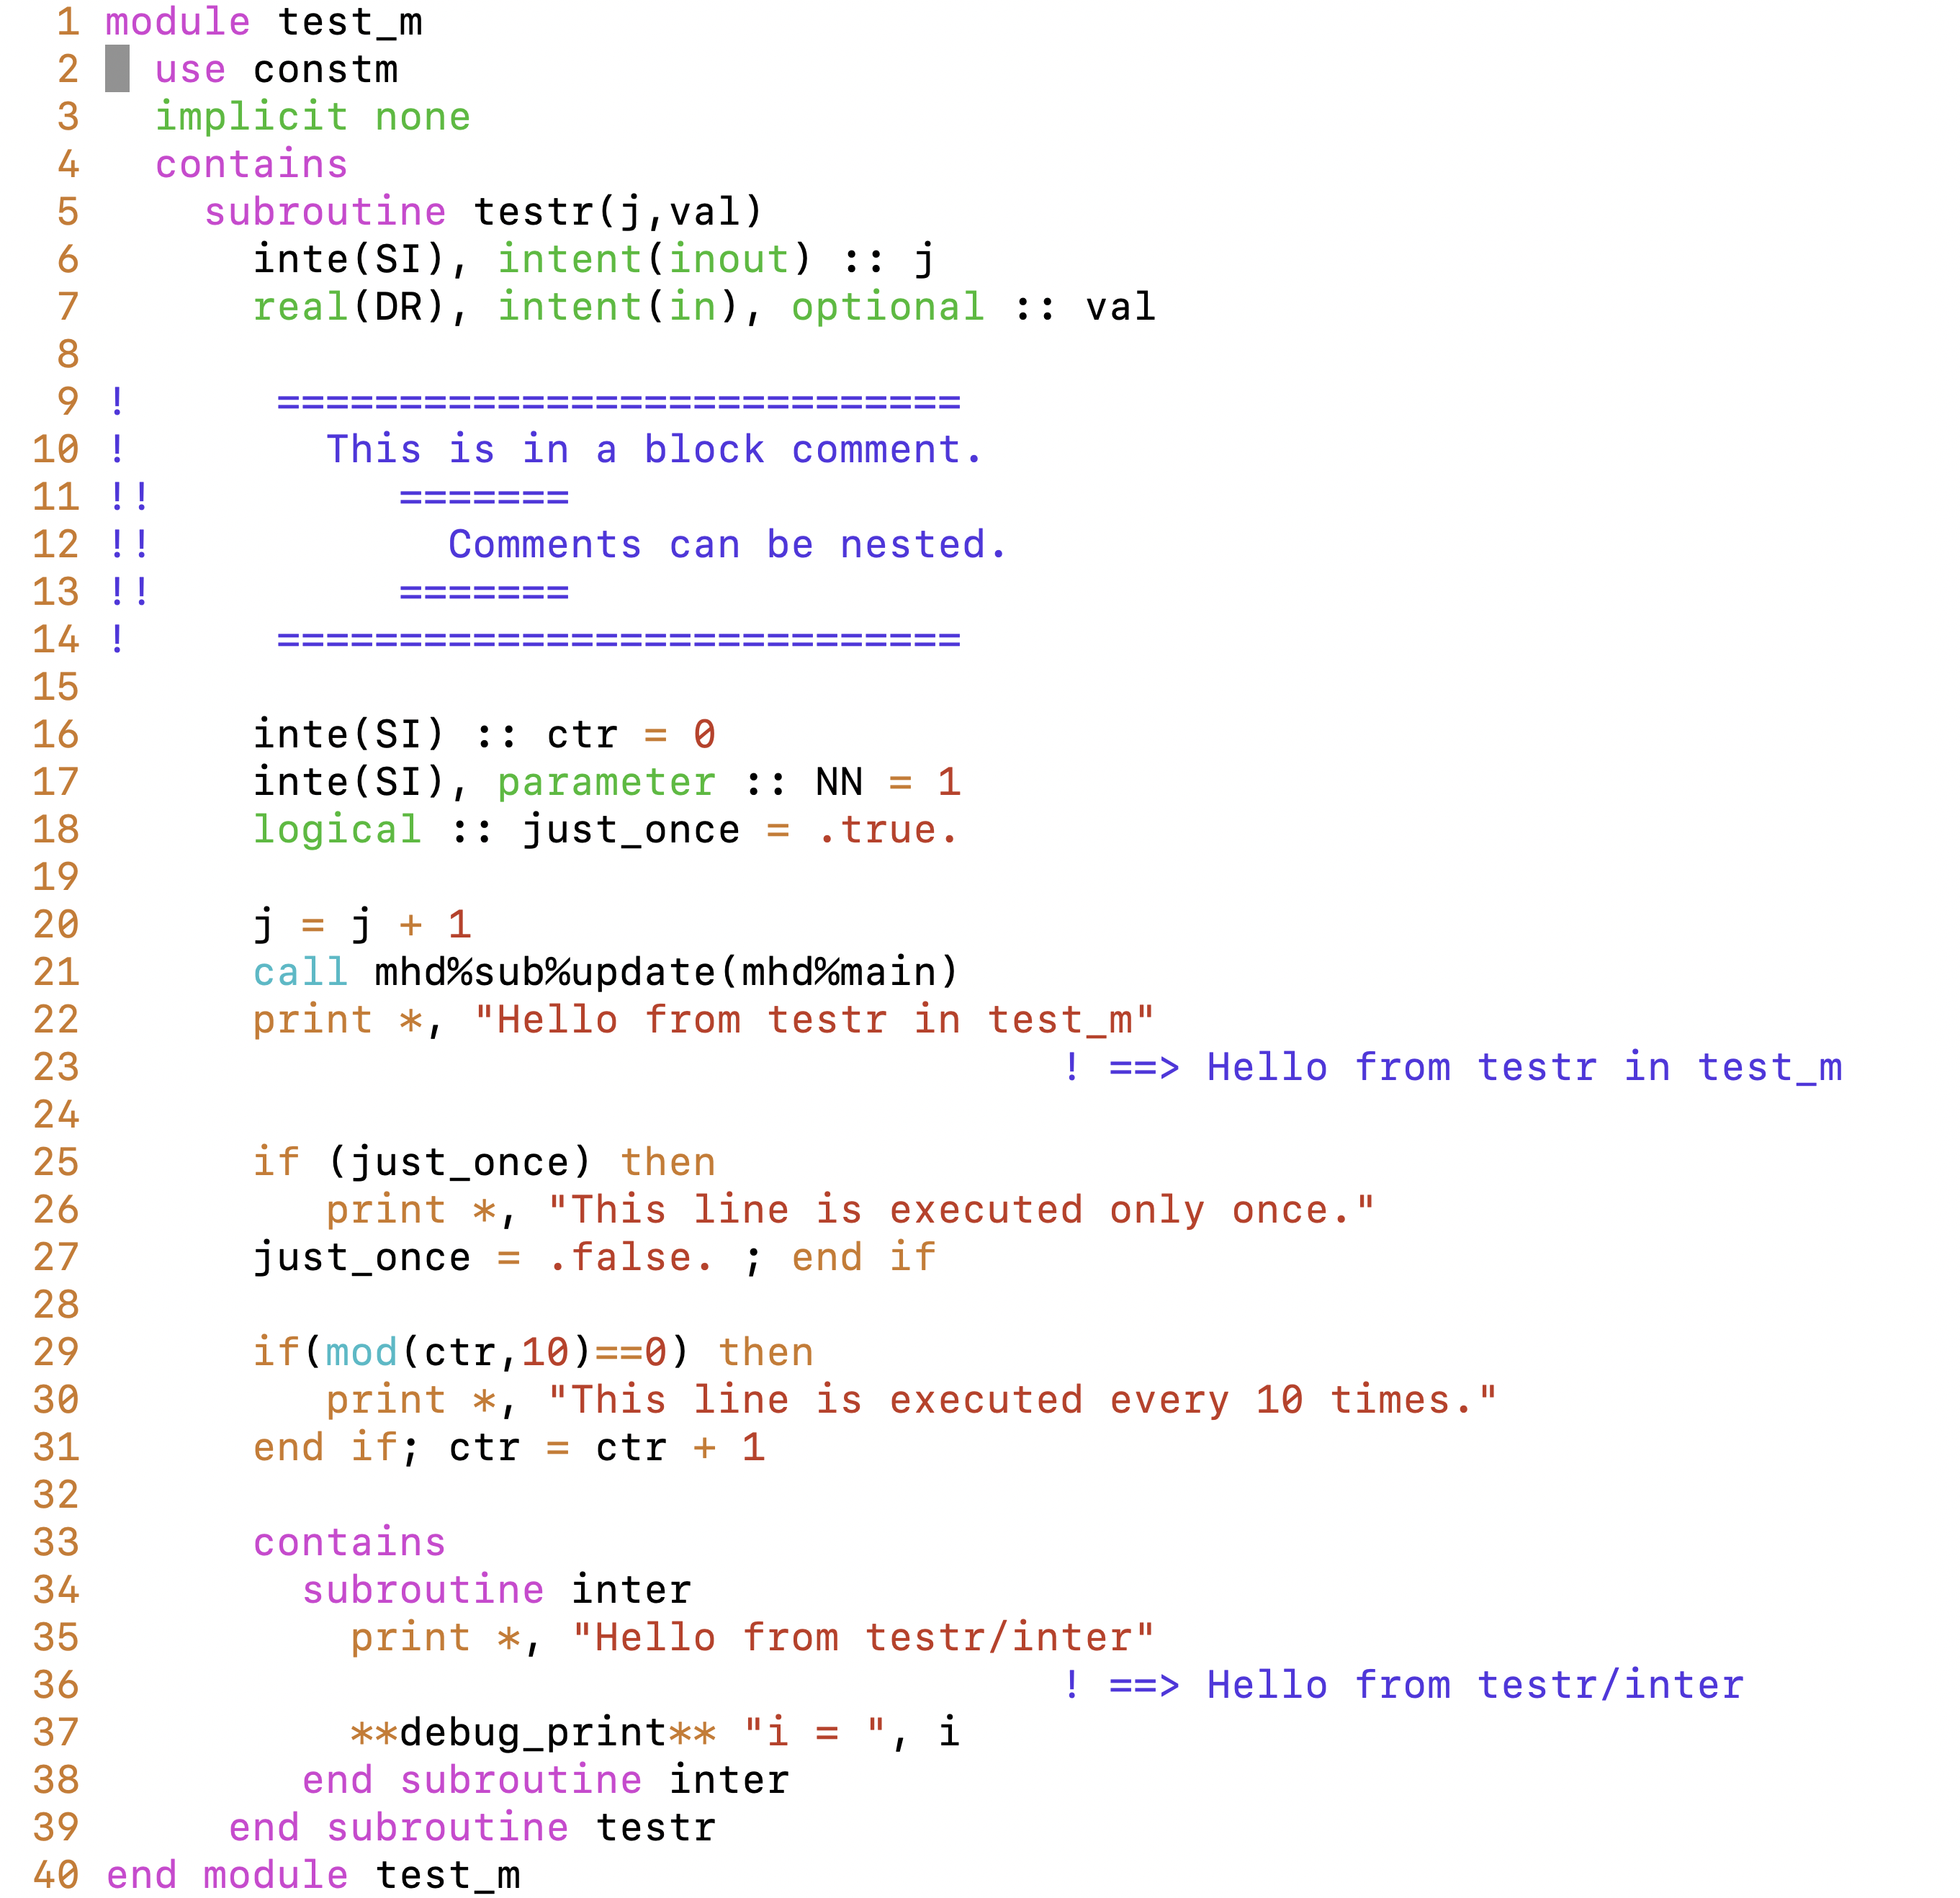 1 module test_m
2   use constm
3   implicit none
4   contains
5     subroutine testr(j,val)
6       inte(SI), intent(inout) :: j
7       real(DR), intent(in), optional :: val
8
9 !      ============================
10 !        This is in a block comment.
11 !!          =======
12 !!            Comments can be nested.
13 !!          =======
14 !      ============================
15
16       inte(SI) :: ctr = 0
17       inte(SI), parameter :: NN = 1
18       logical :: just_once = .true.
19
20       j = j + 1
21       call mhd%sub%update(mhd%main)
22       print *, "Hello from testr in test_m"
23                                        ! ==> Hello from testr in test_m
24
25       if (just_once) then
26          print *, "This line is executed only once."
27       just_once = .false. ; end if
28
29       if(mod(ctr,10)==0) then
30          print *, "This line is executed every 10 times."
31       end if; ctr = ctr + 1
32
33       contains
34         subroutine inter
35           print *, "Hello from testr/inter"
36                                        ! ==> Hello from testr/inter
37           **debug_print** "i = ", i
38         end subroutine inter
39      end subroutine testr
40 end module test_m